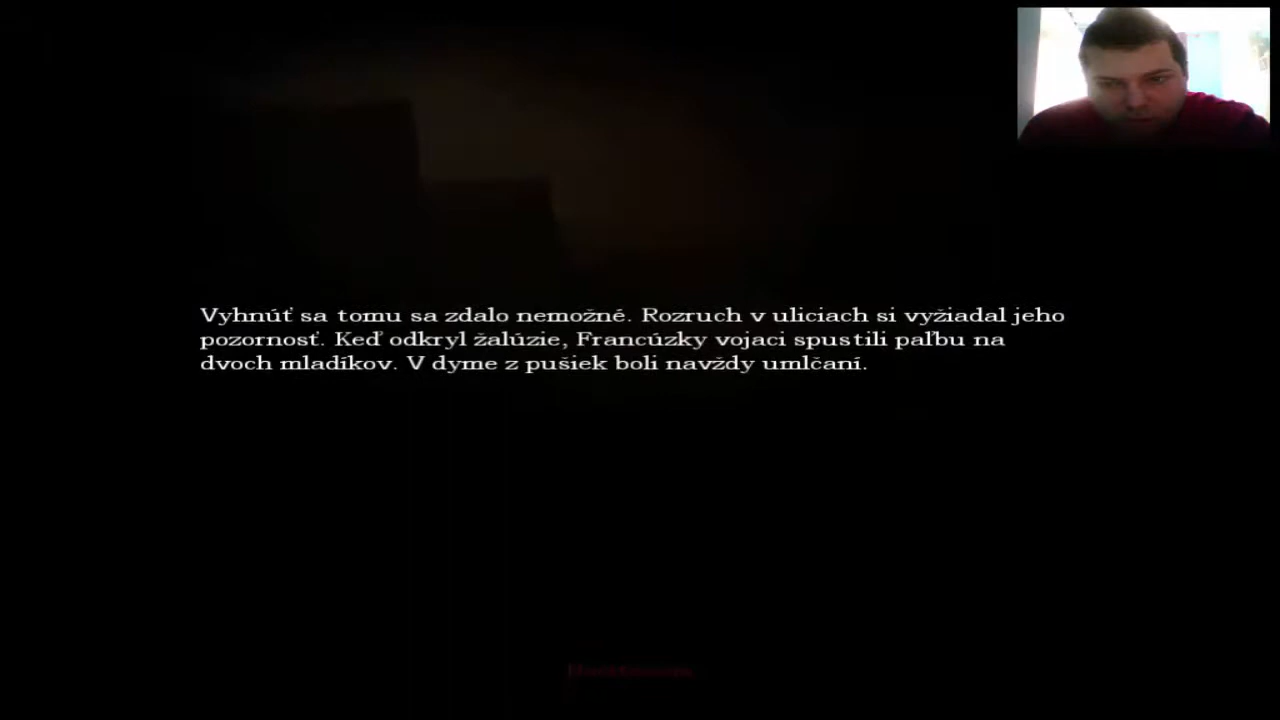 Vyhnúť sa tomu sa zdalo nemožné. Rozruch v uliciach si vyžiadal jeho
pozornosť. Keď odkryl žalúzie, Francúzky vojaci spustili paľbu na
dvoch mladíkov. V dyme z pušiek boli navždy umlčaní.